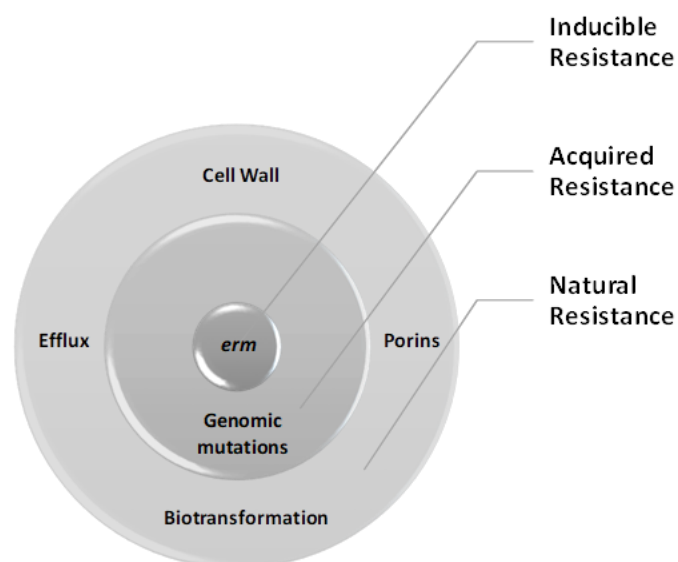 Inducible
Resistance
Acquired
Resistance
Cell Wall
Natural
Resistance
Efflux
erm
Porins
Genomic
mutations
Biotransformation